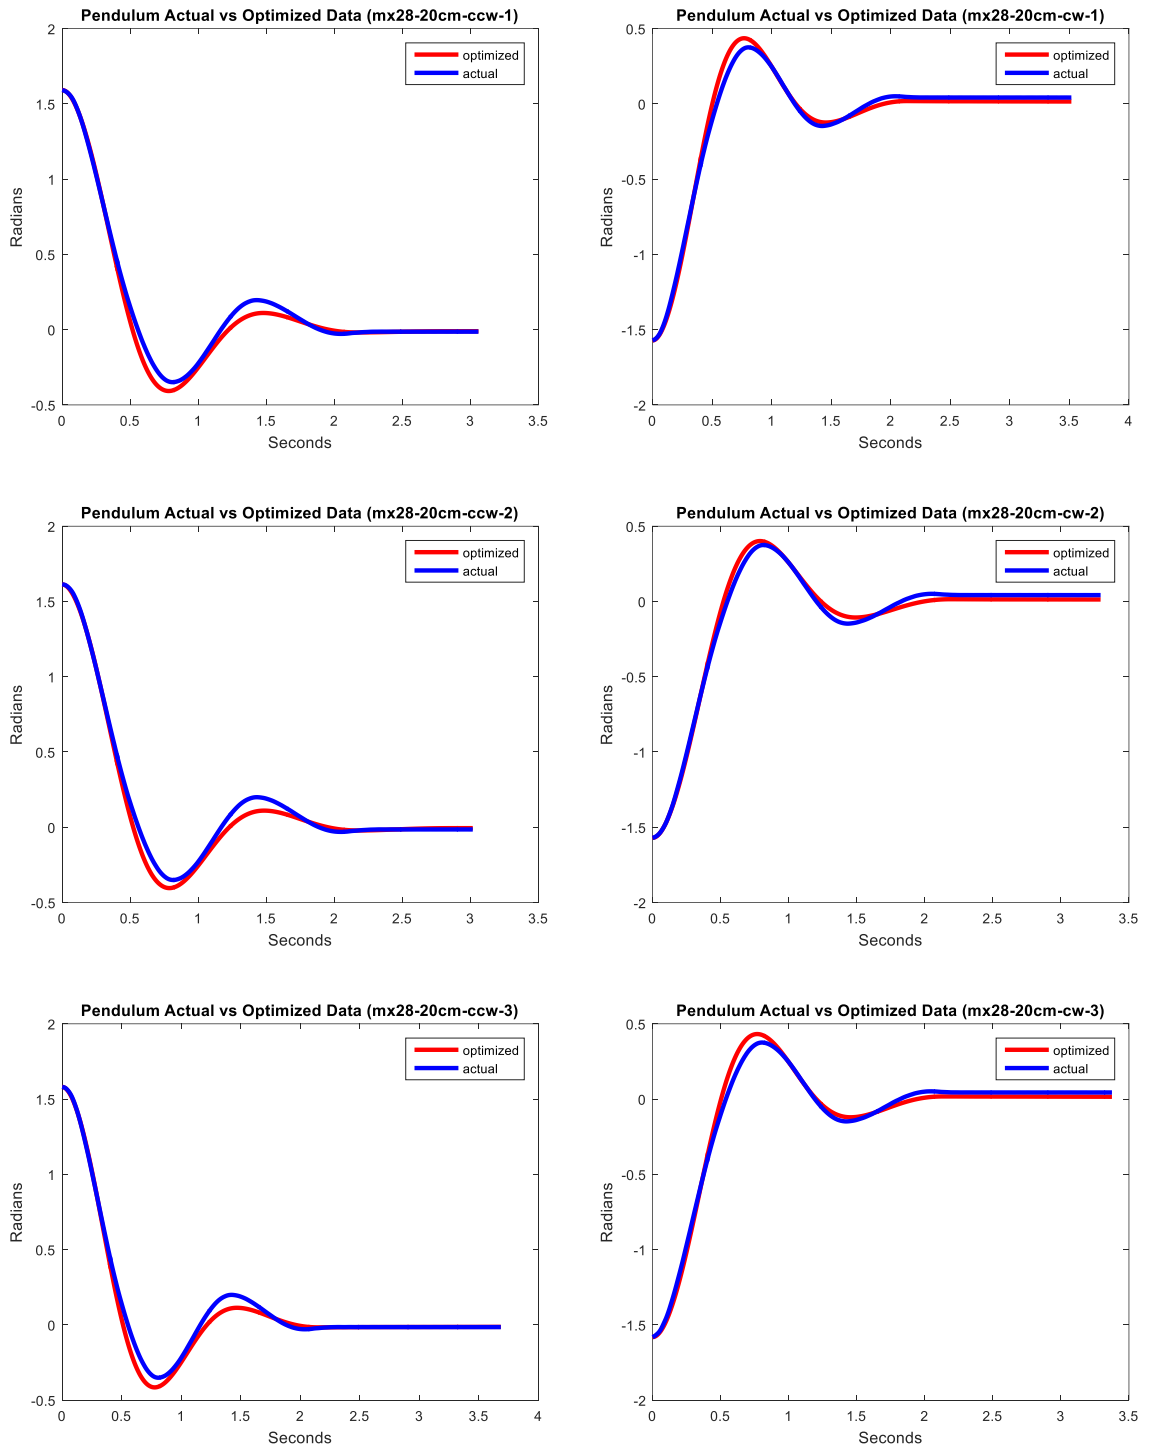 Pendulum Actual vs Optimized Data (mx28-20cm-ccw-1)
2
1.5
1
0.5
0
-0.5
Radians
optimized
actual
0 0.5 1 1.5 2 2.5 3 3.5
Seconds
Pendulum Actual vs Optimized Data (mx28-20cm-cw-1)
0.5
0
-0.5
-1
-1.5
-2
Radians
optimized
actual
0 0.5 1 1.5 2 2.5 3 3.5 4
Seconds
Pendulum Actual vs Optimized Data (mx28-20cm-ccw-2)
2
1.5
1
0.5
0
-0.5
Radians
optimized
actual
0 0.5 1 1.5 2 2.5 3 3.5
Seconds
Pendulum Actual vs Optimized Data (mx28-20cm-cw-2)
0.5
0
-0.5
-1
-1.5
-2
Radians
optimized
actual
0 0.5 1 1.5 2 2.5 3 3.5
Seconds
Pendulum Actual vs Optimized Data (mx28-20cm-ccw-3)
2
1.5
1
0.5
0
-0.5
Radians
optimized
actual
0 0.5 1 1.5 2 2.5 3 3.5 4
Seconds
Pendulum Actual vs Optimized Data (mx28-20cm-cw-3)
0.5
0
-0.5
-1
-1.5
-2
Radians
optimized
actual
0 0.5 1 1.5 2 2.5 3 3.5
Seconds